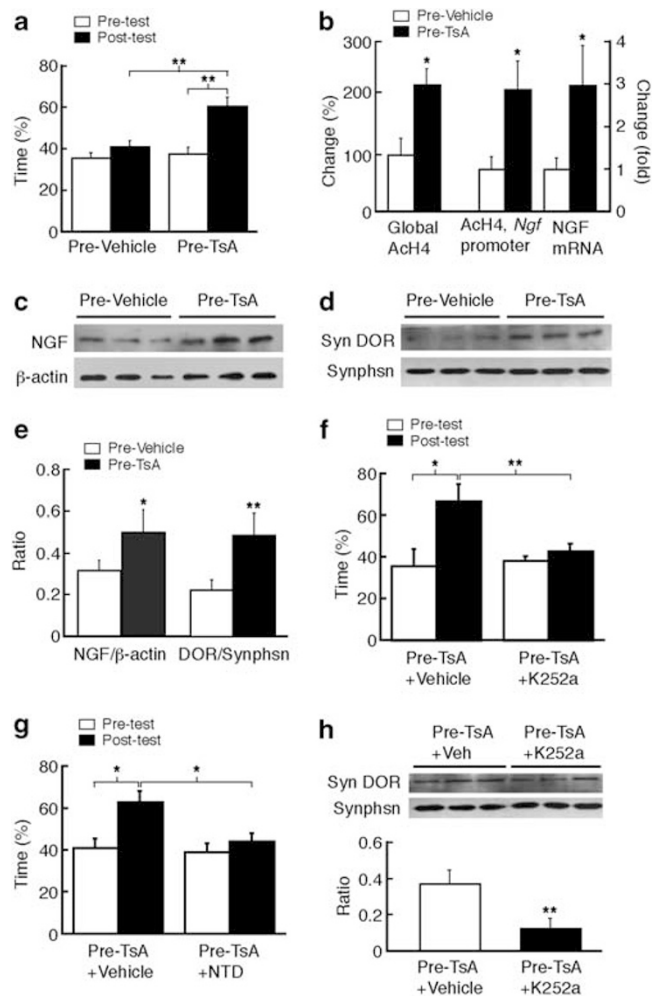 a
Pre-test
Post-test
**
**
80
60
40
20
0
Time (%)
Pre-Vehicle
Pre-TsA
b
Pre-Vehicle
Pre-TsA
*
*
*
300
200
100
0
Change (%)
4
3
2
1
0
Change (fold)
Global
AcH4
AcH4, Ngf
promoter
NGF
mRNA
c
Pre-Vehicle
Pre-TsA
NGF
β-actin
d
Pre-Vehicle
Pre-TsA
Syn DOR
Synphsn
e
Pre-Vehicle
Pre-TsA
*
**
0.8
0.6
0.4
0.2
0
Ratio
NGF/β-actin
DOR/Synphsn
f
Pre-test
Post-test
*
**
80
60
40
20
0
Time (%)
Pre-TsA
+Vehicle
Pre-TsA
+K252a
g
Pre-test
Post-test
*
*
80
60
40
20
0
Time (%)
Pre-TsA
+Vehicle
Pre-TsA
+NTD
h
Pre-TsA
+Veh
Pre-TsA
+K252a
Syn DOR
Synphsn
0.6
0.4
0.2
0
Ratio
**
Pre-TsA
+Vehicle
Pre-TsA
+K252a